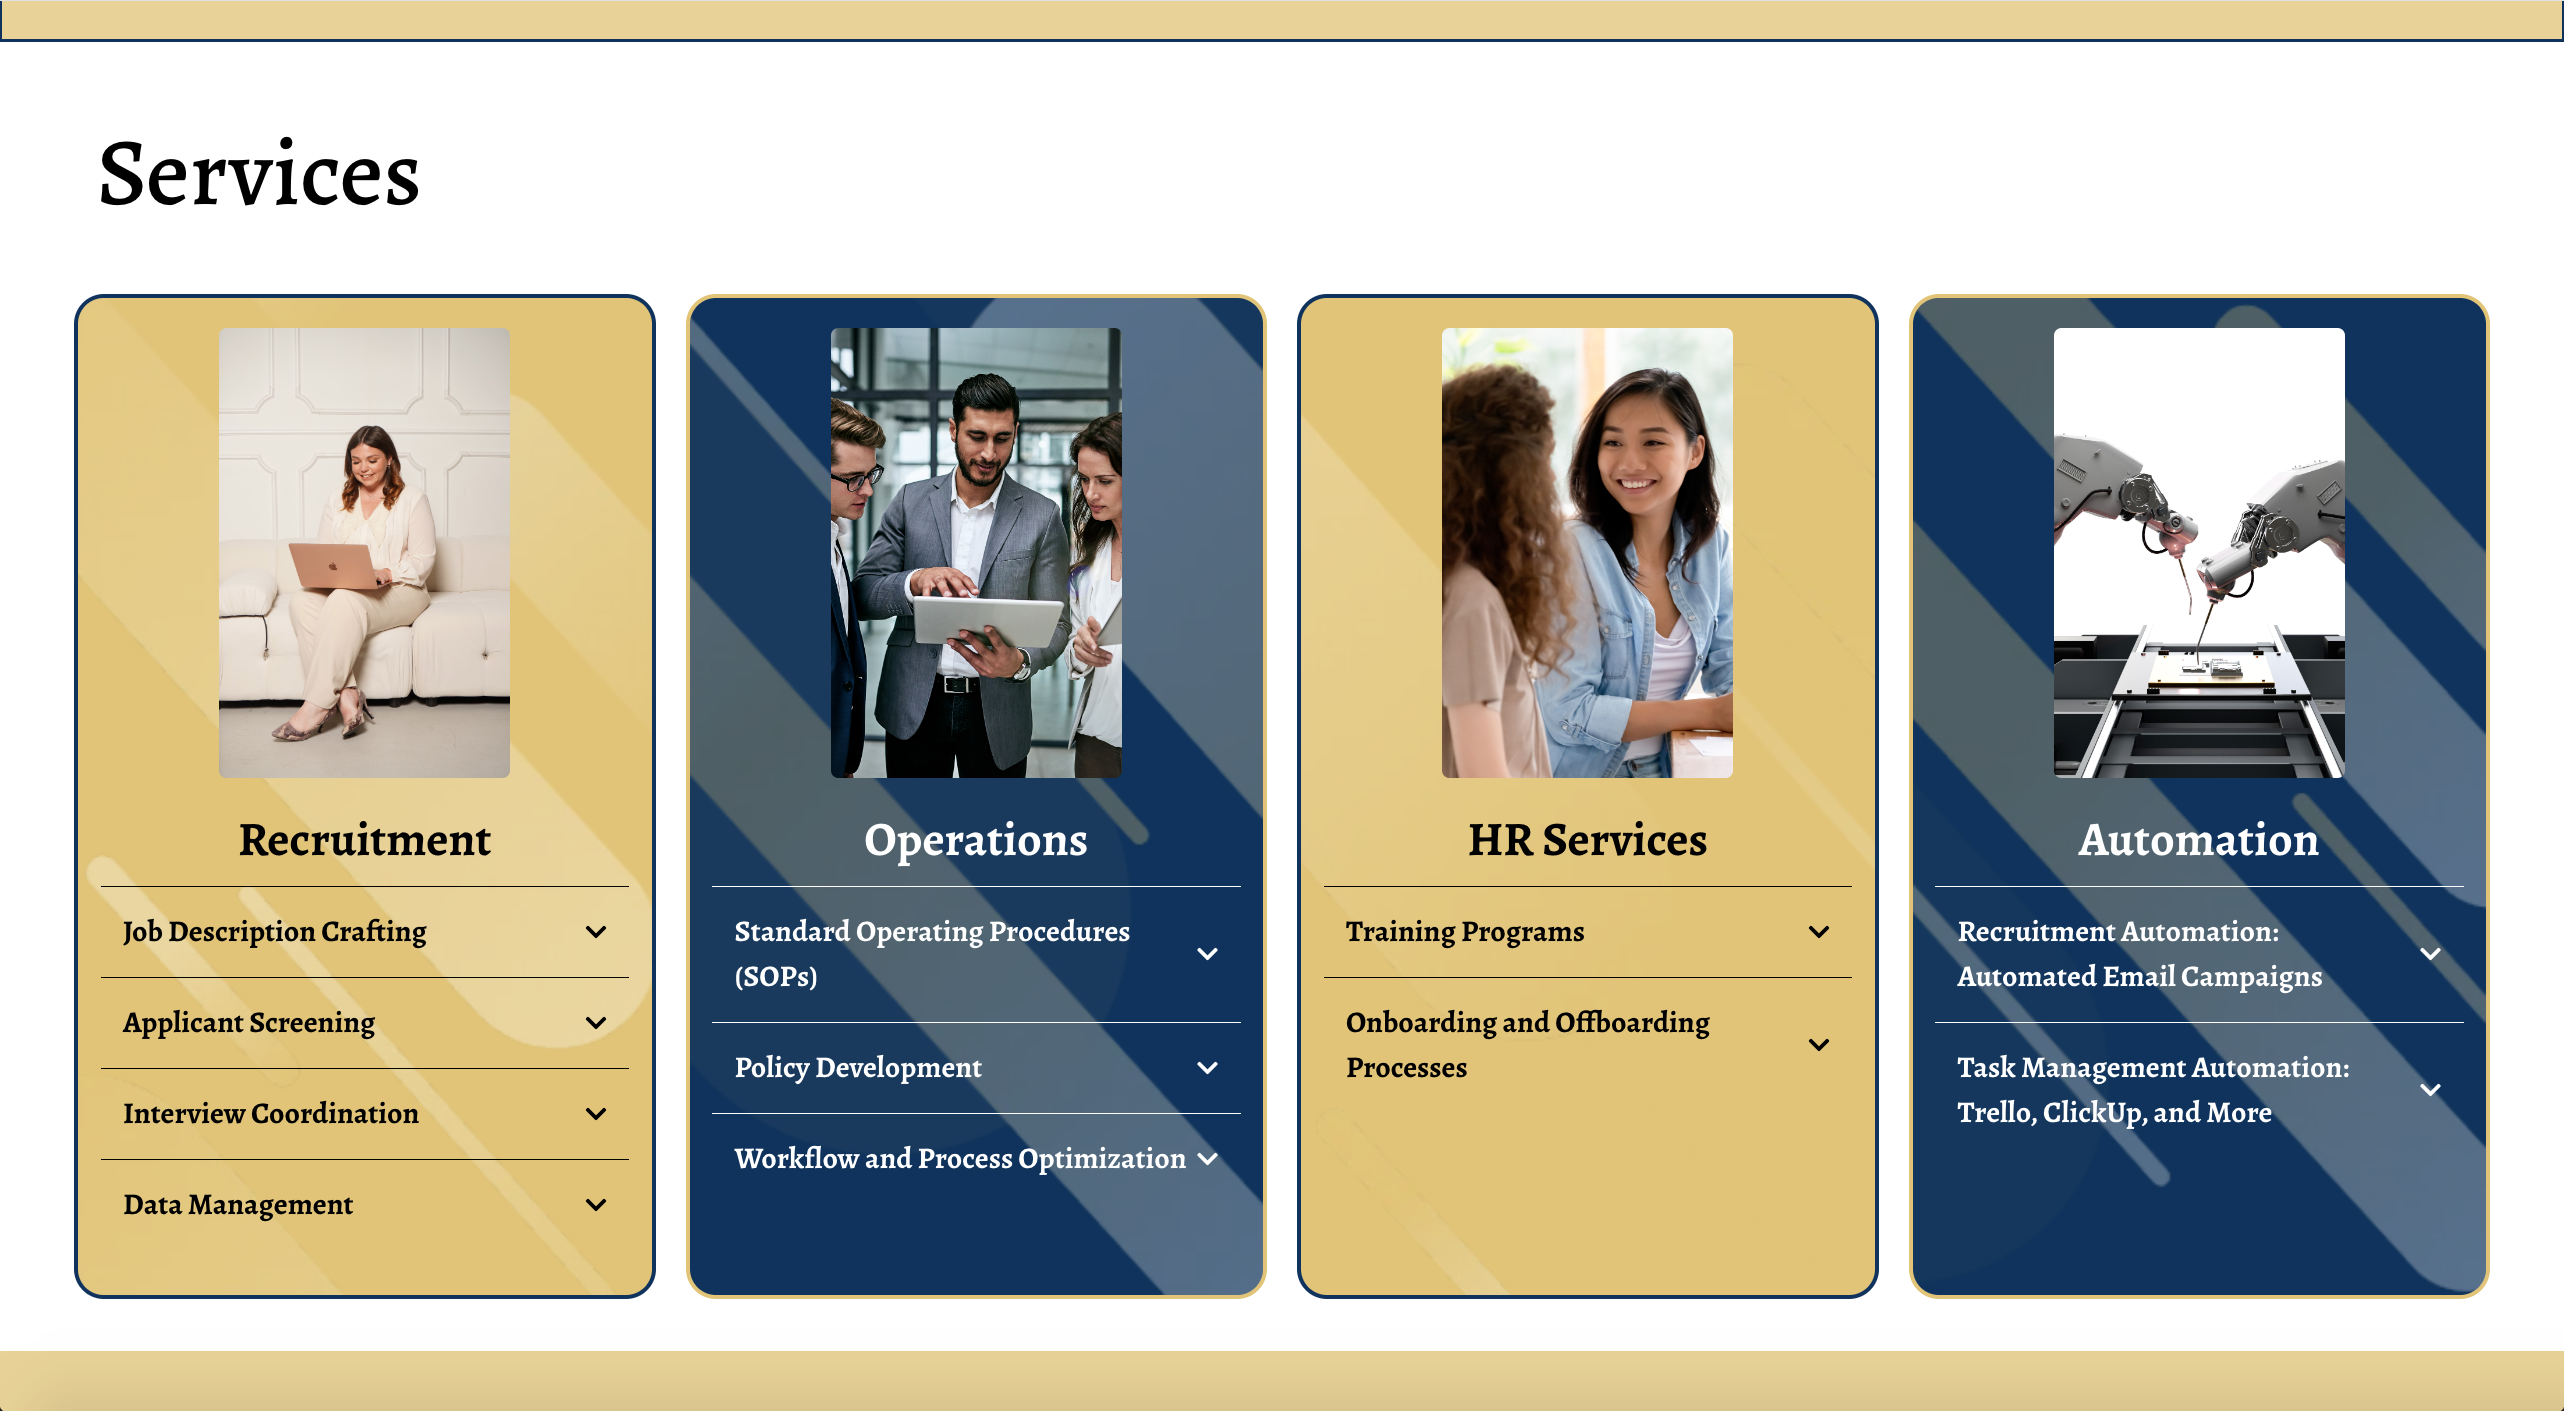 Services
Recruitment
Job Description Crafting
Applicant Screening
Interview Coordination
Data Management
Operations
Standard Operating Procedures
(SOPs)
Policy Development
Workflow and Process Optimization
HR Services
Training Programs
Onboarding and Offboarding
Processes
Automation
Recruitment Automation:
Automated Email Campaigns
Task Management Automation:
Trello, ClickUp, and More